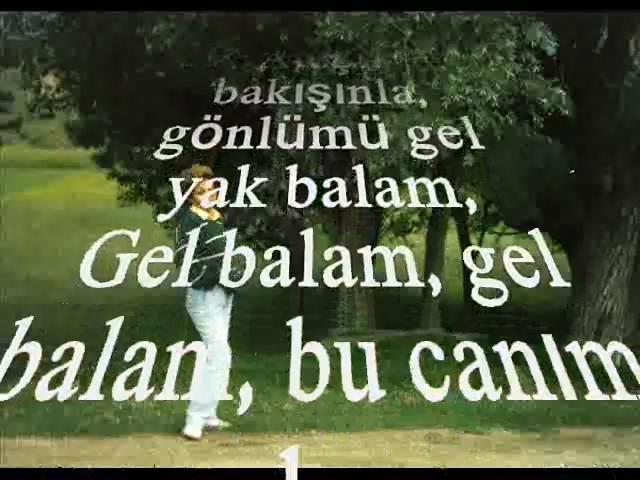 bakışınla,
gönlümü gel
yak balam,
Gel balam, gel
balam, bu canım